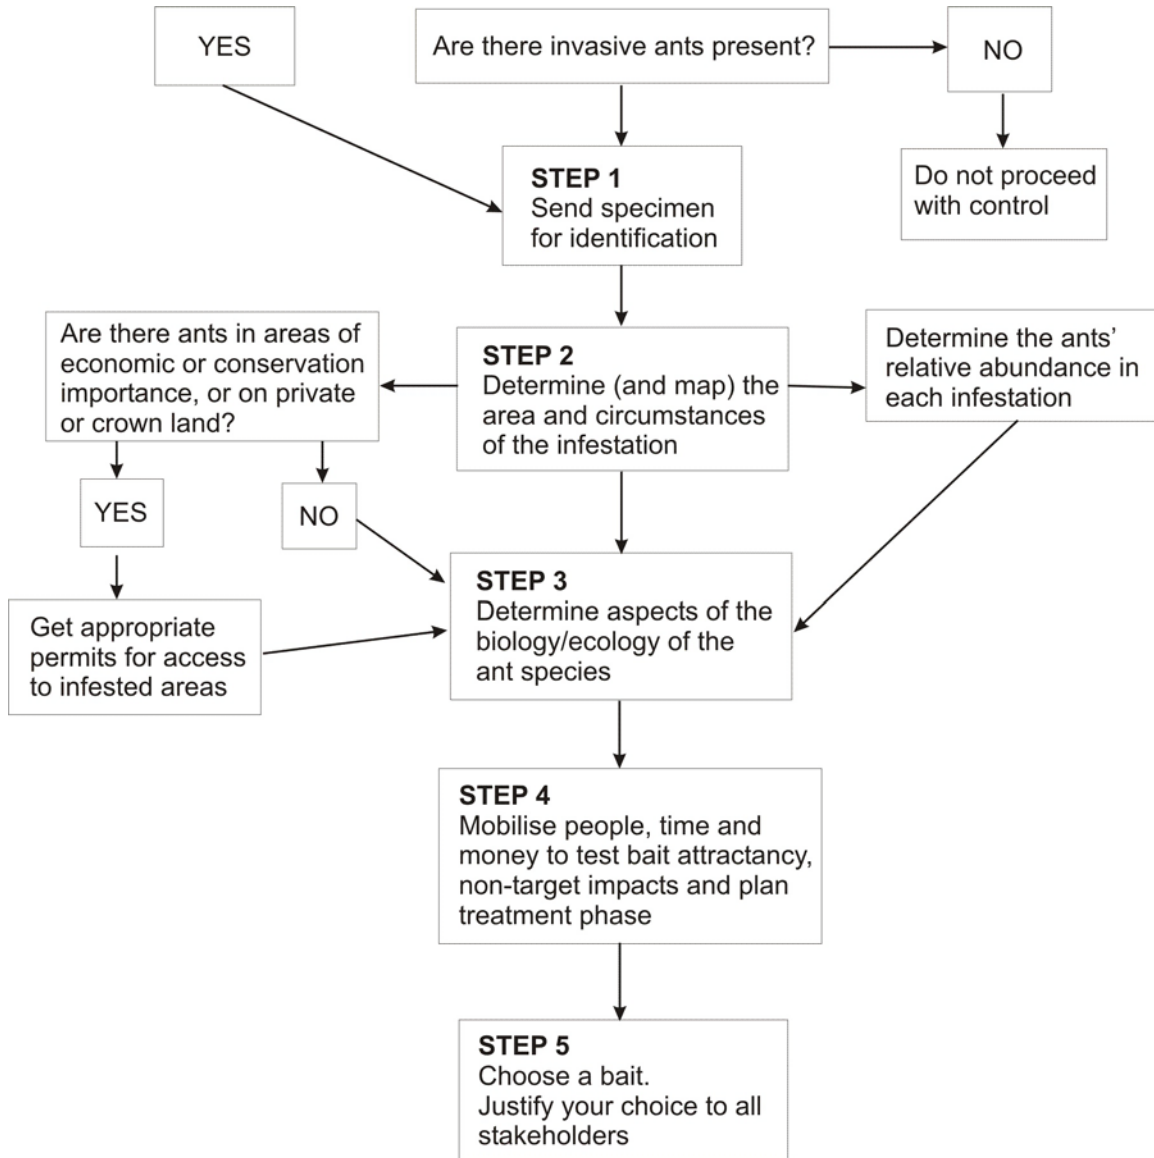 YES
Are there invasive ants present?
NO
STEP 1
Send specimen
for identification
Do not proceed
with control
Are there ants in areas of
economic or conservation
importance, or on private
or crown land?
STEP 2
Determine (and map) the
area and circumstances
of the infestation
Determine the ants’
relative abundance in
each infestation
YES
NO
Get appropriate
permits for access
to infested areas
STEP 3
Determine aspects of the
biology/ecology of the
ant species
STEP 4
Mobilise people, time and
money to test bait attractancy,
non-target impacts and plan
treatment phase
STEP 5
Choose a bait.
Justify your choice to all
stakeholders